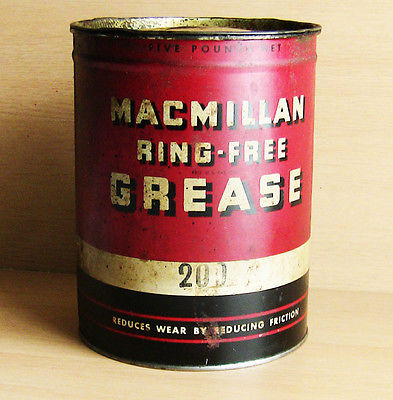 FIVE POUNDS NET
MACMILLAN
RING-FREE
GREASE
REDUCES WEAR BY REDUCING FRICTION